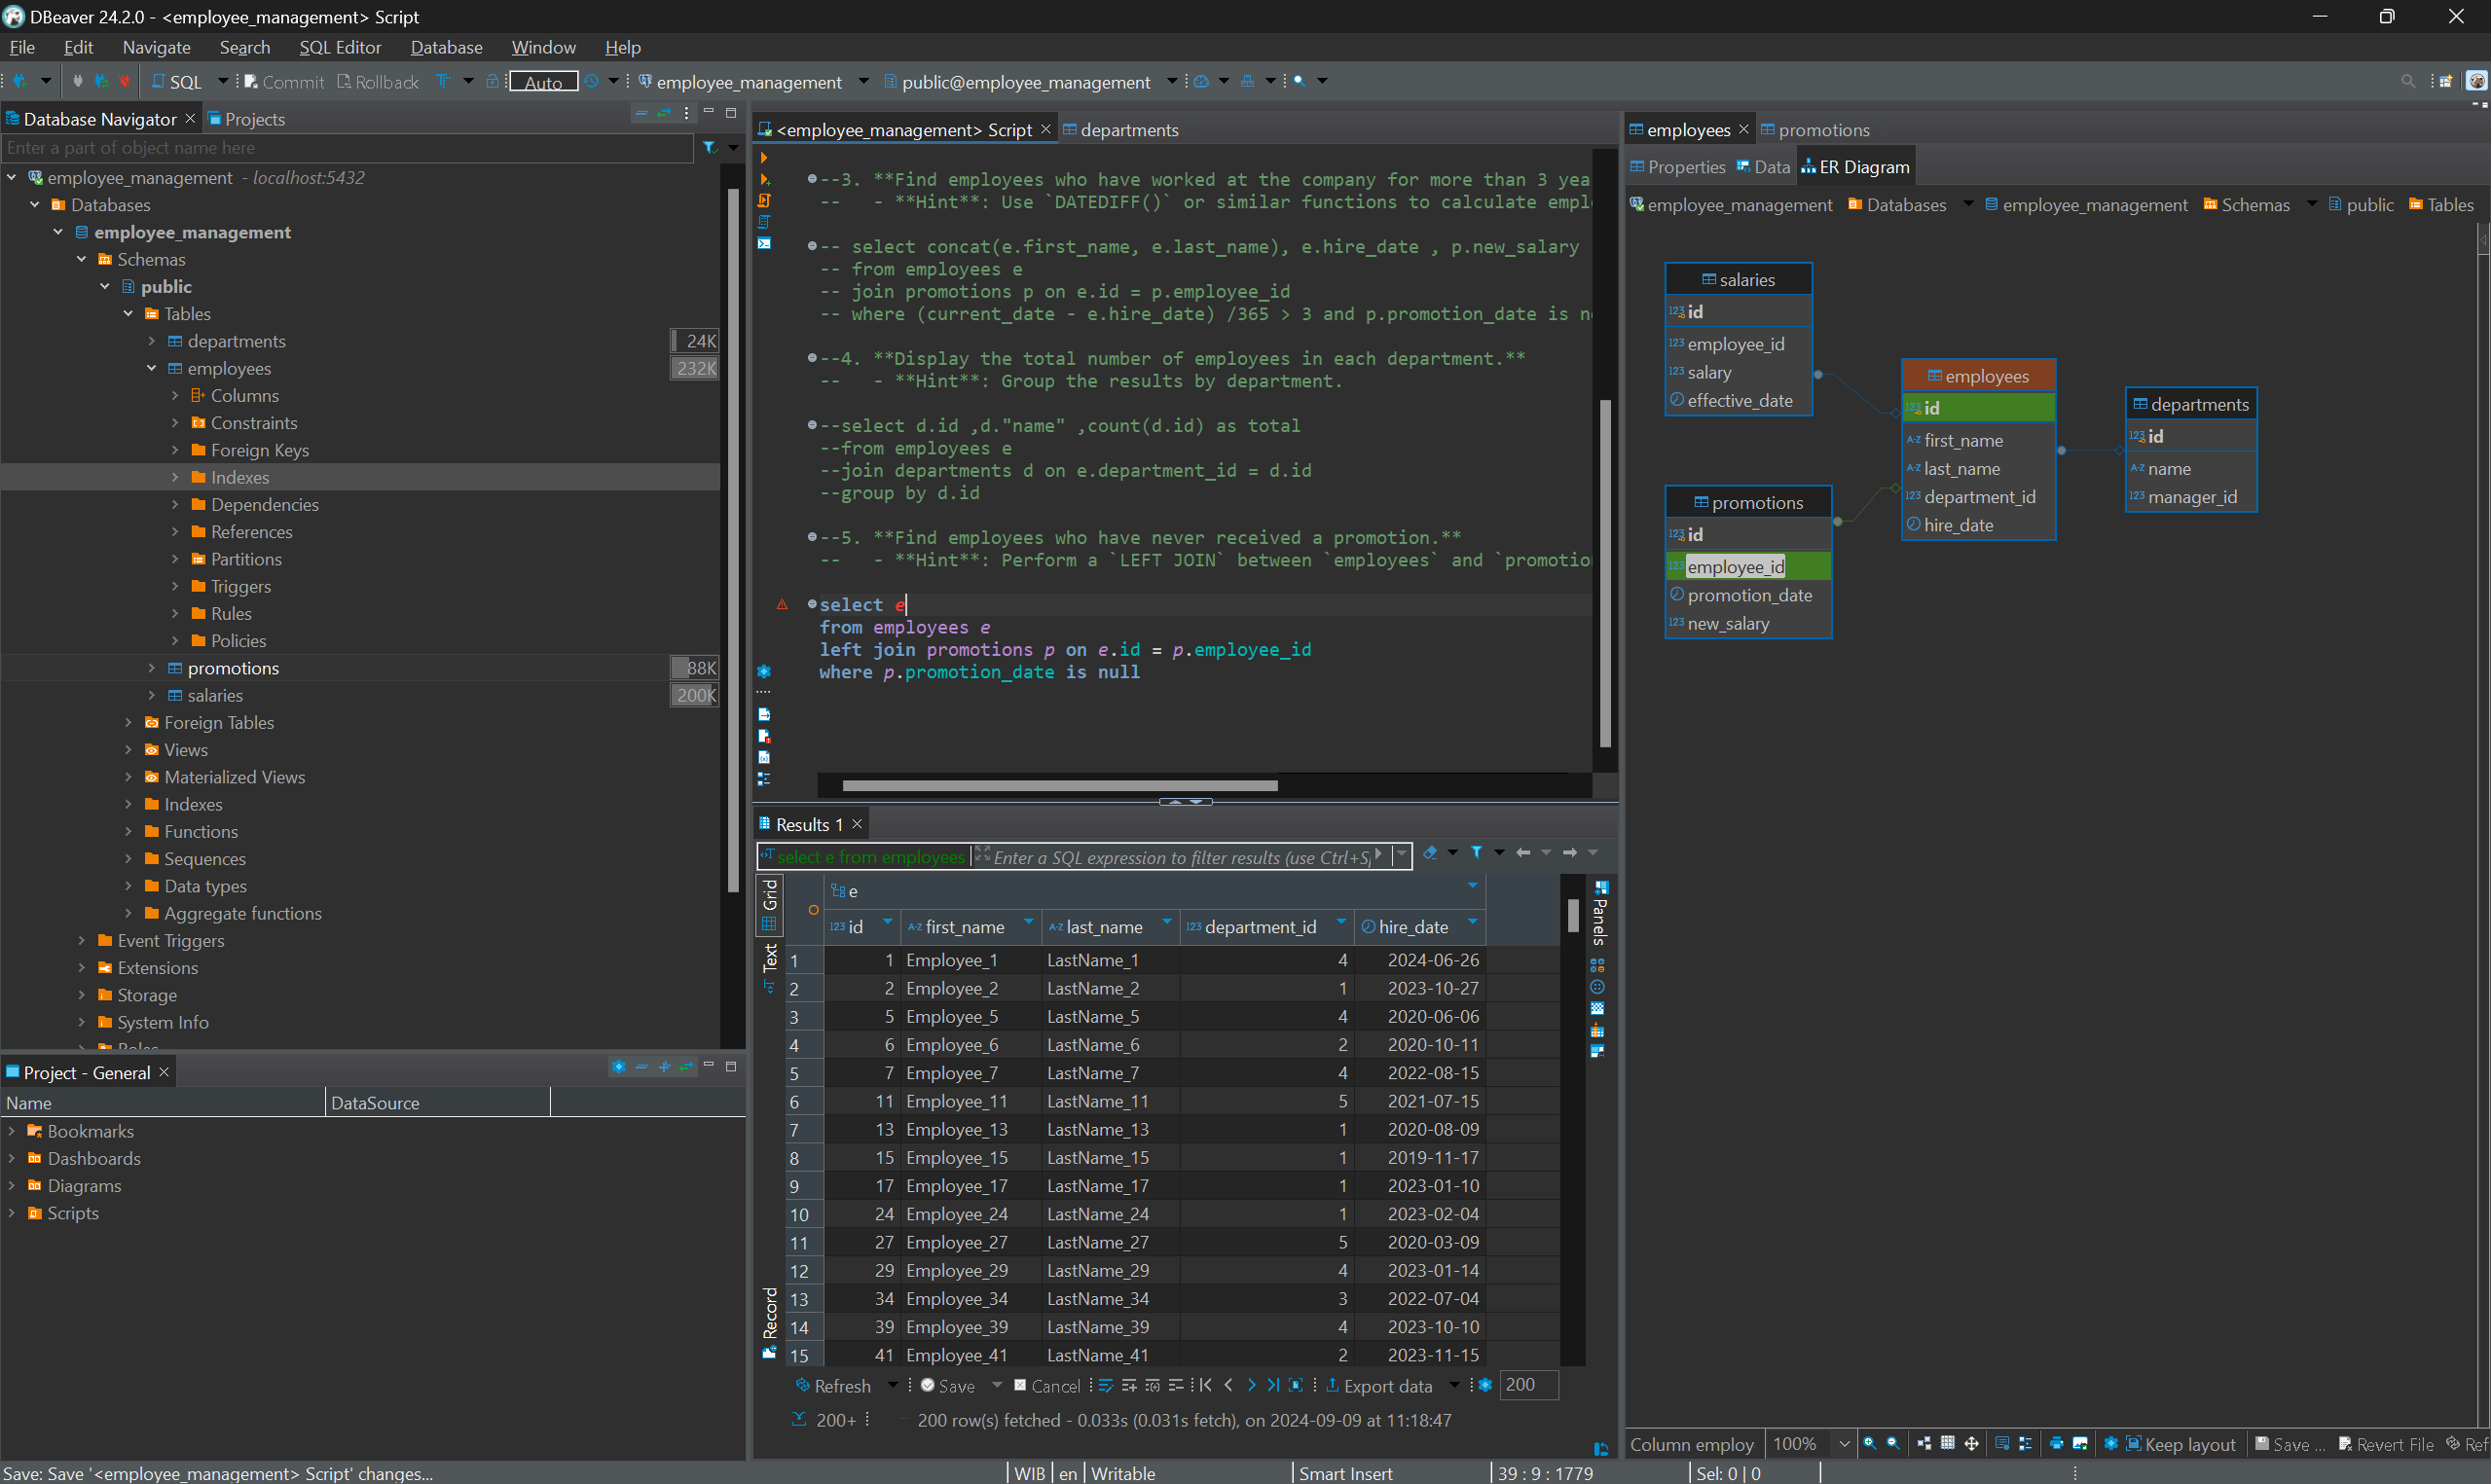 DBeaver 24.2.0 - <employee_management> Script
File Edit Navigate Search SQL Editor Database Window Help
SQL Commit Rollback Auto employee_management public@employee_management
Database Navigator Projects
Enter a part of object name here
employee_management - localhost:5432
Databases
employee_management
Schemas
public
Tables
departments 24K
employees 232K
Columns
Constraints
Foreign Keys
Indexes
Dependencies
References
Partitions
Triggers
Rules
Policies
promotions 88K
salaries 200K
Foreign Tables
Views
Materialized Views
Indexes
Functions
Sequences
Data types
Aggregate functions
Event Triggers
Extensions
Storage
System Info
Roles
Project - General
Name DataSource
Bookmarks
Dashboards
Diagrams
Scripts
<employee_management> Script departments
--3. **Find employees who have worked at the company for more than 3 yea
-- - **Hint**: Use `DATEDIFF()` or similar functions to calculate empl
-- select concat(e.first_name, e.last_name), e.hire_date , p.new_salary
-- from employees e
-- join promotions p on e.id = p.employee_id
-- where (current_date - e.hire_date) /365 > 3 and p.promotion_date is n
--4. **Display the total number of employees in each department.**
-- - **Hint**: Group the results by department.
--select d.id ,d."name" ,count(d.id) as total
--from employees e
--join departments d on e.department_id = d.id
--group by d.id
--5. **Find employees who have never received a promotion.**
-- - **Hint**: Perform a `LEFT JOIN` between `employees` and `promotio
select e
from employees e
left join promotions p on e.id = p.employee_id
where p.promotion_date is null
Results 1
select e from employees Enter a SQL expression to filter results (use Ctrl+S
Grid
Text
Record
Panels
e
123 id A-Z first_name A-Z last_name 123 department_id hire_date
1 1 Employee_1 LastName_1 4 2024-06-26
2 2 Employee_2 LastName_2 1 2023-10-27
3 5 Employee_5 LastName_5 4 2020-06-06
4 6 Employee_6 LastName_6 2 2020-10-11
5 7 Employee_7 LastName_7 4 2022-08-15
6 11 Employee_11 LastName_11 5 2021-07-15
7 13 Employee_13 LastName_13 1 2020-08-09
8 15 Employee_15 LastName_15 1 2019-11-17
9 17 Employee_17 LastName_17 1 2023-01-10
10 24 Employee_24 LastName_24 1 2023-02-04
11 27 Employee_27 LastName_27 5 2020-03-09
12 29 Employee_29 LastName_29 4 2023-01-14
13 34 Employee_34 LastName_34 3 2022-07-04
14 39 Employee_39 LastName_39 4 2023-10-10
15 41 Employee_41 LastName_41 2 2023-11-15
Refresh Save Cancel Export data 200
200+ 200 row(s) fetched - 0.033s (0.031s fetch), on 2024-09-09 at 11:18:47
employees promotions
Properties Data ER Diagram
employee_management Databases employee_management Schemas public Tables
salaries
123 id
123 employee_id
123 salary
effective_date
promotions
123 id
123 employee_id
promotion_date
123 new_salary
employees
123 id
A-Z first_name
A-Z last_name
123 department_id
hire_date
departments
123 id
A-Z name
123 manager_id
Column employ 100% Keep layout Save ... Revert File Ref
Save: Save '<employee_management> Script' changes... WIB en Writable Smart Insert 39 : 9 : 1779 Sel: 0 | 0